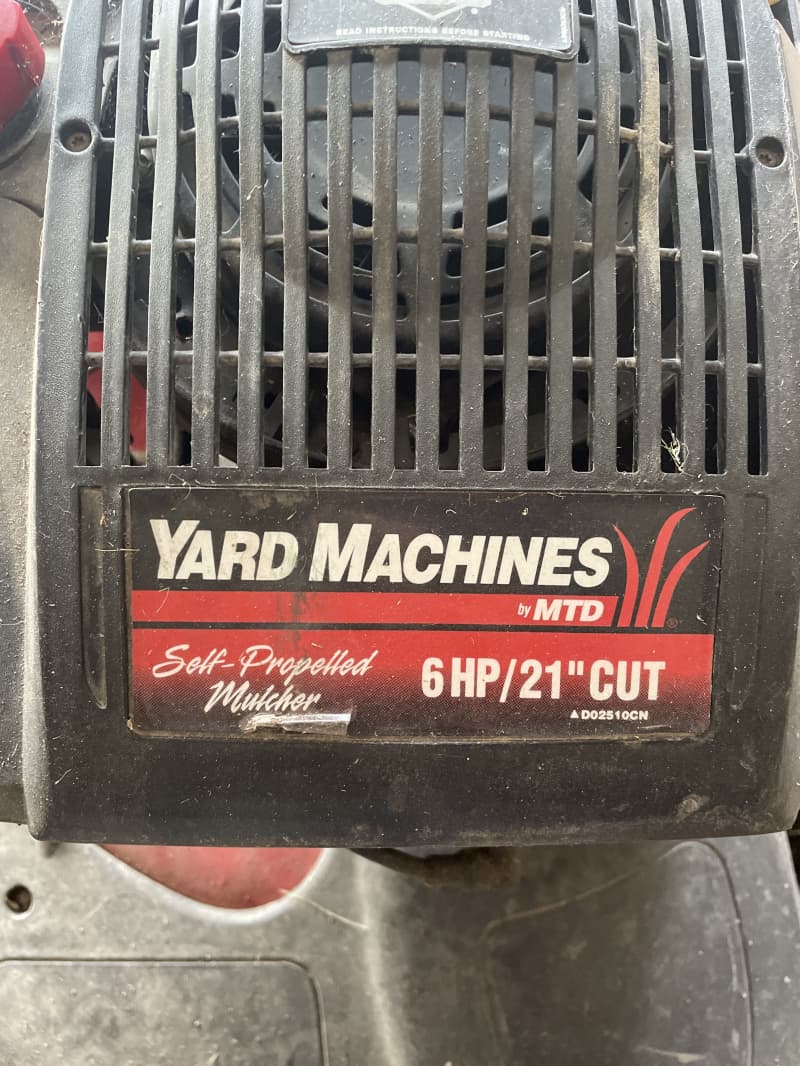 READ INSTRUCTIONS BEFORE STARTING
YARD MACHINES
by MTD
®
Self-Propelled
Mulcher
6 HP/21" CUT
▲D02510CN